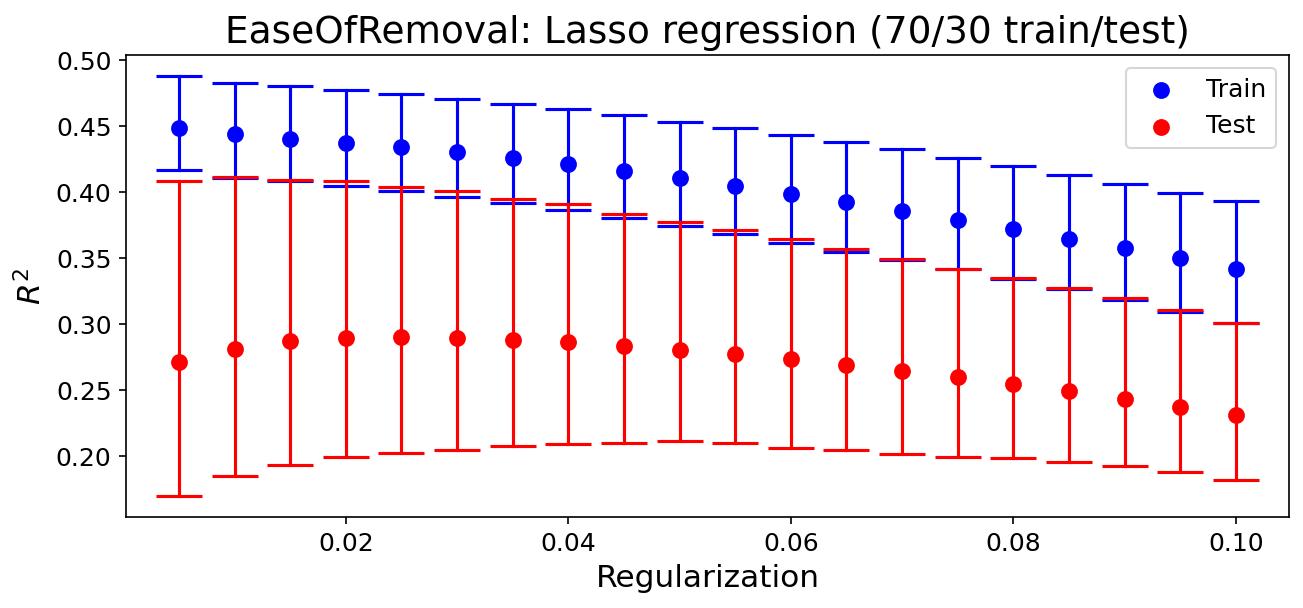 EaseOfRemoval: Lasso regression (70/30 train/test)
0.50
0.45
0.40
0.35
0.30
0.25
0.20
R²
Train
Test
0.02 0.04 0.06 0.08 0.10
Regularization